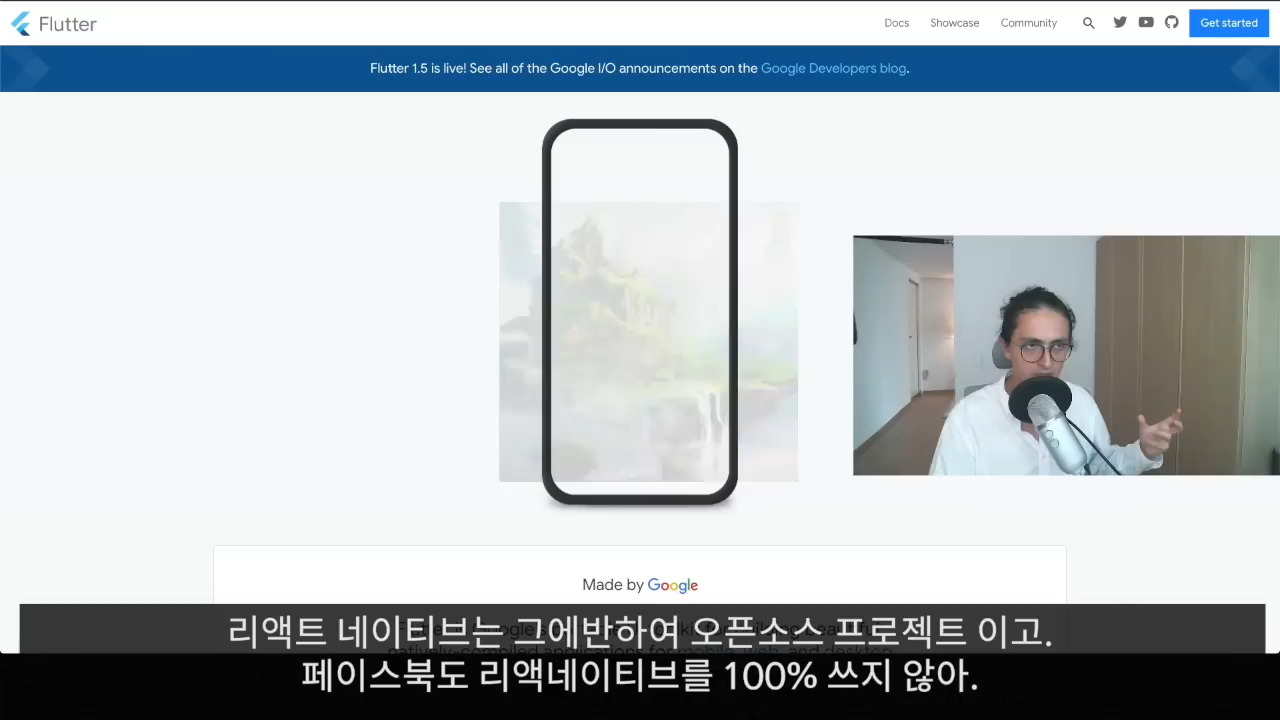 Flutter
Docs
Showcase
Community
Get started
Flutter 1.5 is live! See all of the Google I/O announcements on the Google Developers blog.
Made by Google
리액트 네이티브는 그에반하여 오픈소스 프로젝트 이고.
페이스북도 리액네이티브를 100% 쓰지 않아.